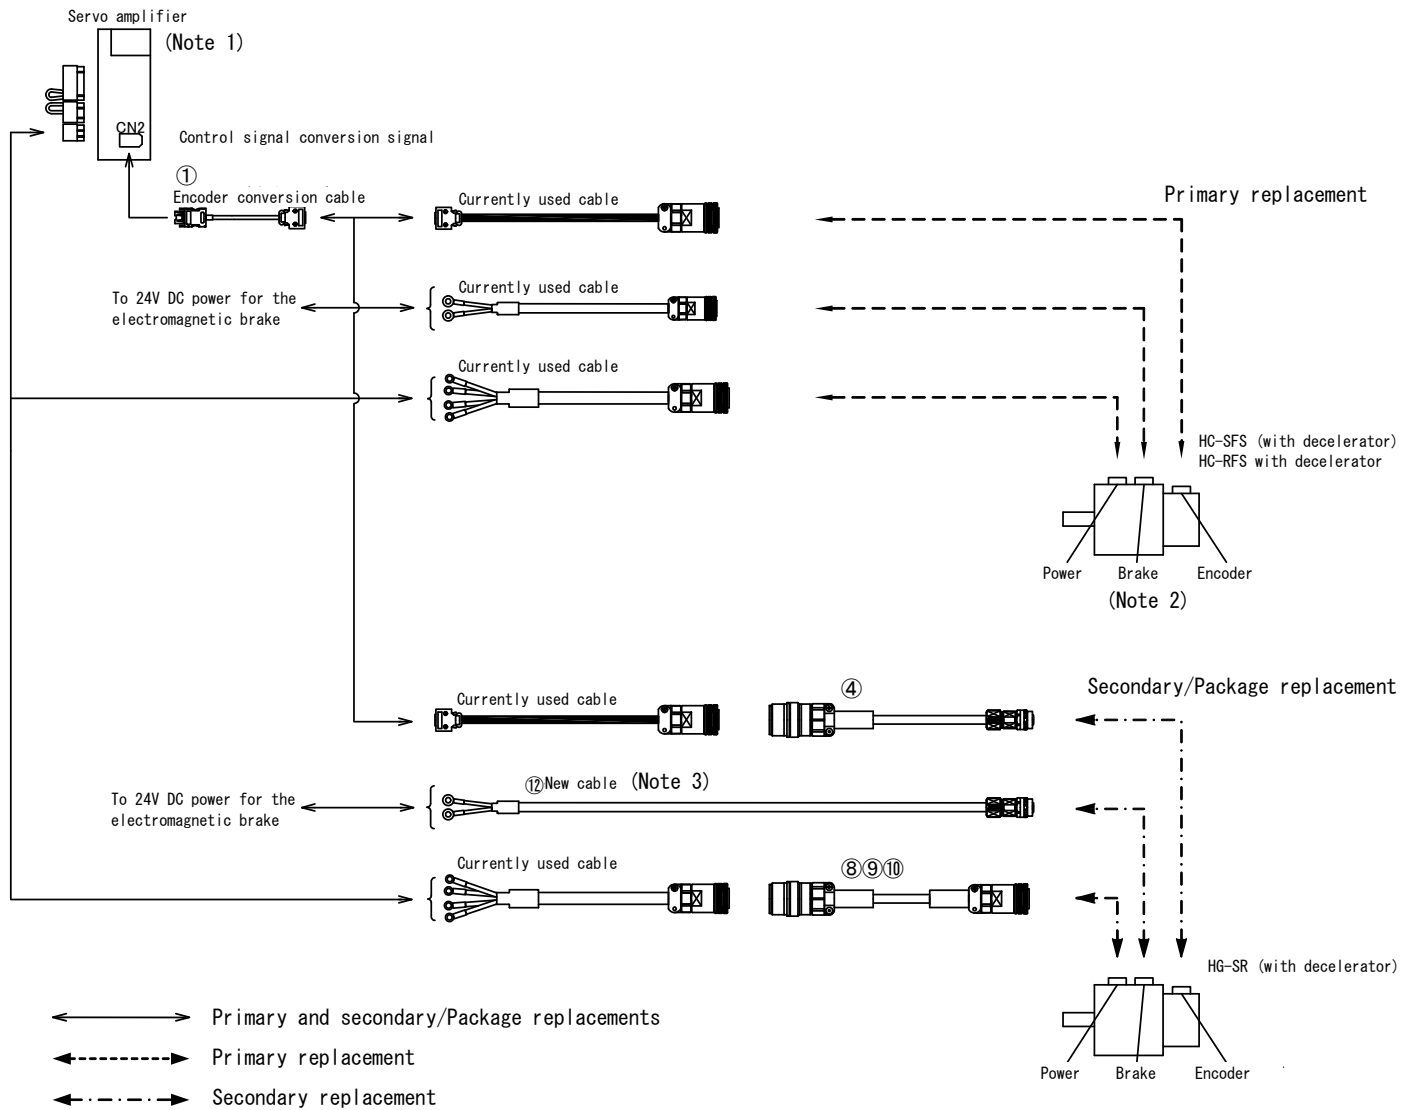 Servo amplifier
(Note 1)
CN2
Control signal conversion signal
①
Encoder conversion cable
Currently used cable
Primary replacement
To 24V DC power for the
electromagnetic brake
Currently used cable
Currently used cable
HC-SFS (with decelerator)
HC-RFS with decelerator
Power
Brake
Encoder
(Note 2)
Secondary/Package replacement
Currently used cable
④
⑫New cable (Note 3)
To 24V DC power for the
electromagnetic brake
Currently used cable
⑧⑨⑩
HG-SR (with decelerator)
Power
Brake
Encoder
Primary and secondary/Package replacements
Primary replacement
Secondary replacement